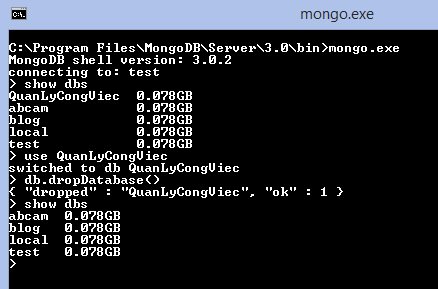 mongo.exe
C:\Program Files\MongoDB\Server\3.0\bin>mongo.exe
MongoDB shell version: 3.0.2
connecting to: test
> show dbs
QuanLyCongViec  0.078GB
abcam           0.078GB
blog            0.078GB
local           0.078GB
test            0.078GB
> use QuanLyCongViec
switched to db QuanLyCongViec
> db.dropDatabase()
{ "dropped" : "QuanLyCongViec", "ok" : 1 }
> show dbs
abcam  0.078GB
blog   0.078GB
local  0.078GB
test   0.078GB
>